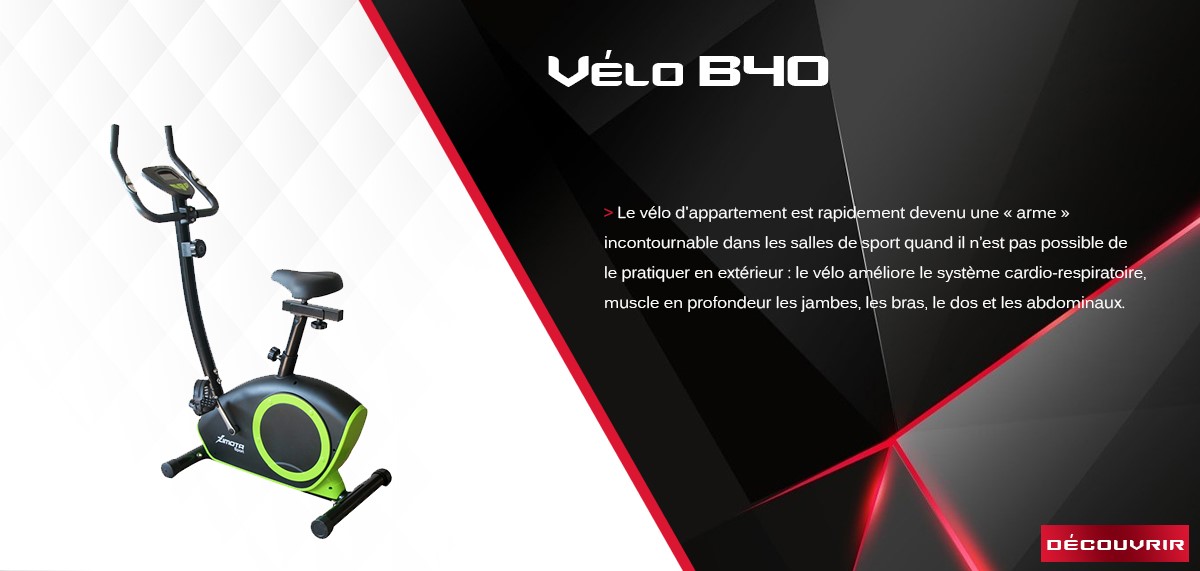 Vélo B40
> Le vélo d'appartement est rapidement devenu une « arme »
incontournable dans les salles de sport quand il n'est pas possible de
le pratiquer en extérieur : le vélo améliore le système cardio-respiratoire,
muscle en profondeur les jambes, les bras, le dos et les abdominaux.
Sport
DÉCOUVRIR